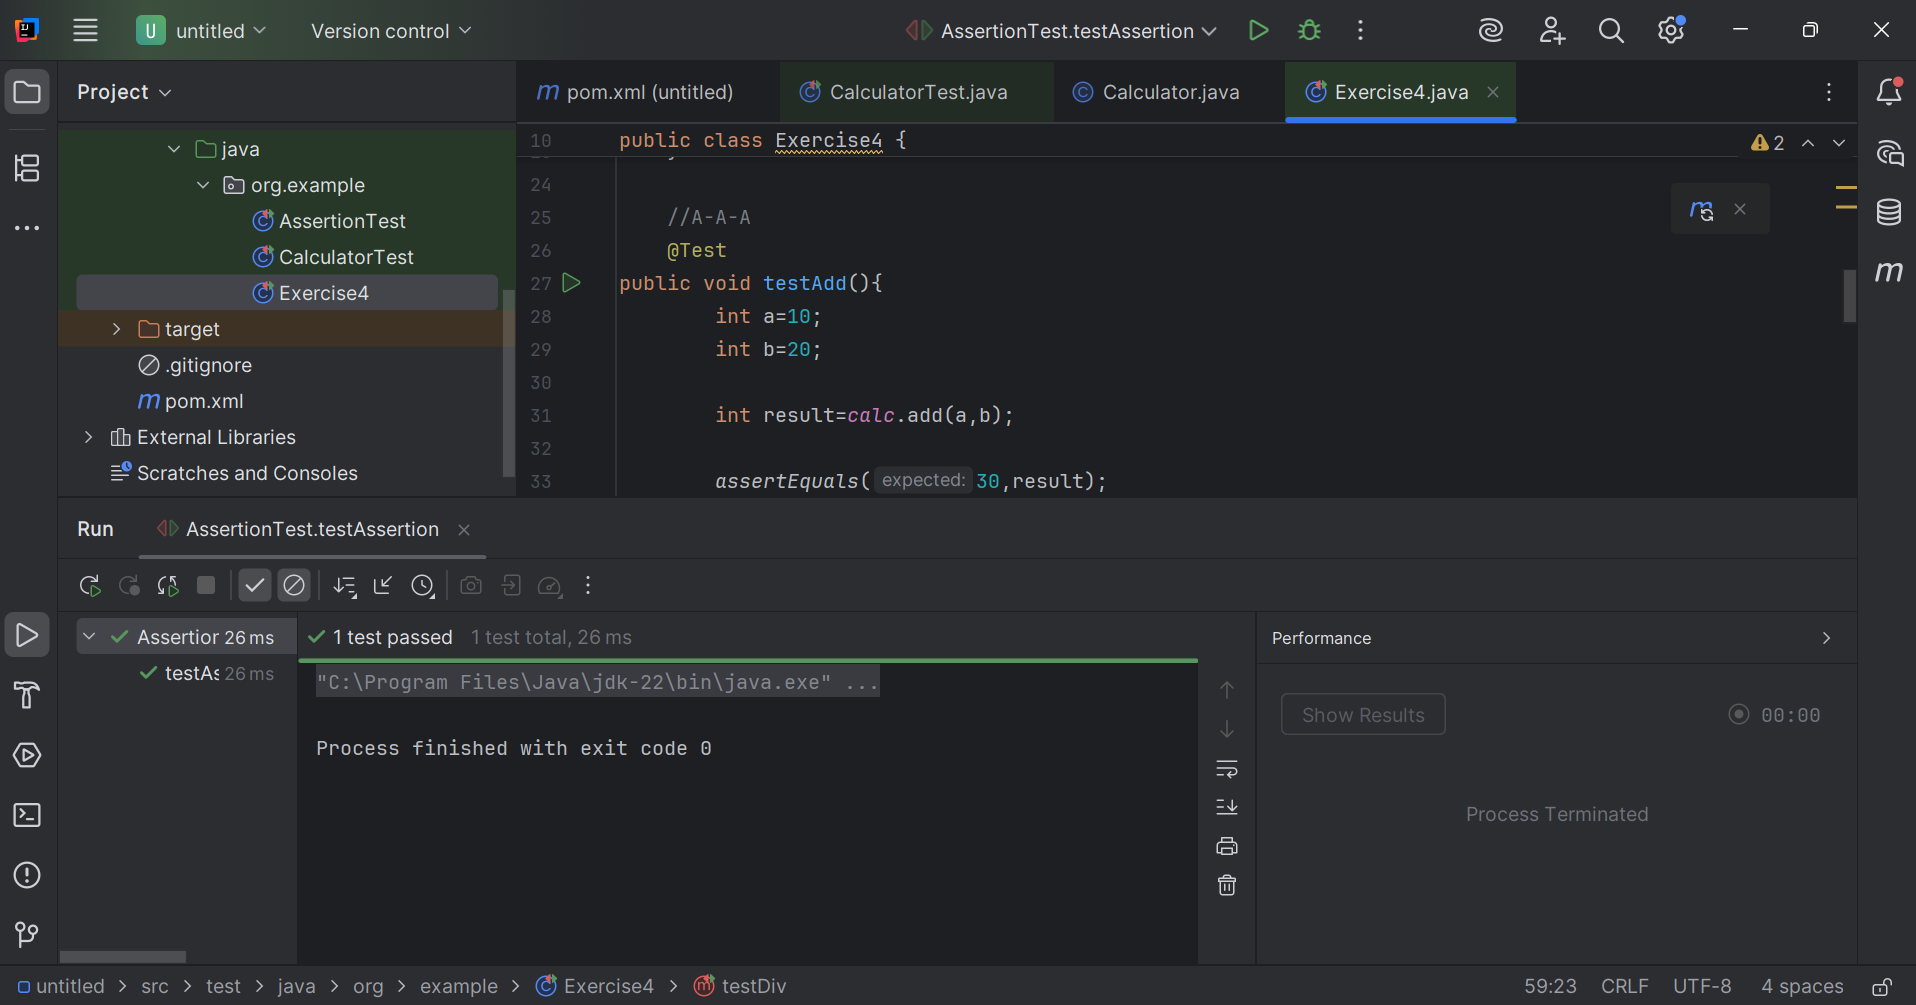 U untitled Version control AssertionTest.testAssertion
Project
pom.xml (untitled) CalculatorTest.java Calculator.java Exercise4.java
java
org.example
AssertionTest
CalculatorTest
Exercise4
target
.gitignore
pom.xml
External Libraries
Scratches and Consoles
10 public class Exercise4 {
2
24
25 //A-A-A
26 @Test
27 public void testAdd(){
28 int a=10;
29 int b=20;
30
31 int result=calc.add(a,b);
32
33 assertEquals( expected: 30,result);
Run AssertionTest.testAssertion
Assertior 26 ms
testAs 26 ms
1 test passed 1 test total, 26 ms
"C:\Program Files\Java\jdk-22\bin\java.exe" ...
Process finished with exit code 0
Performance
Show Results 00:00
Process Terminated
untitled > src > test > java > org > example > Exercise4 > testDiv
59:23 CRLF UTF-8 4 spaces